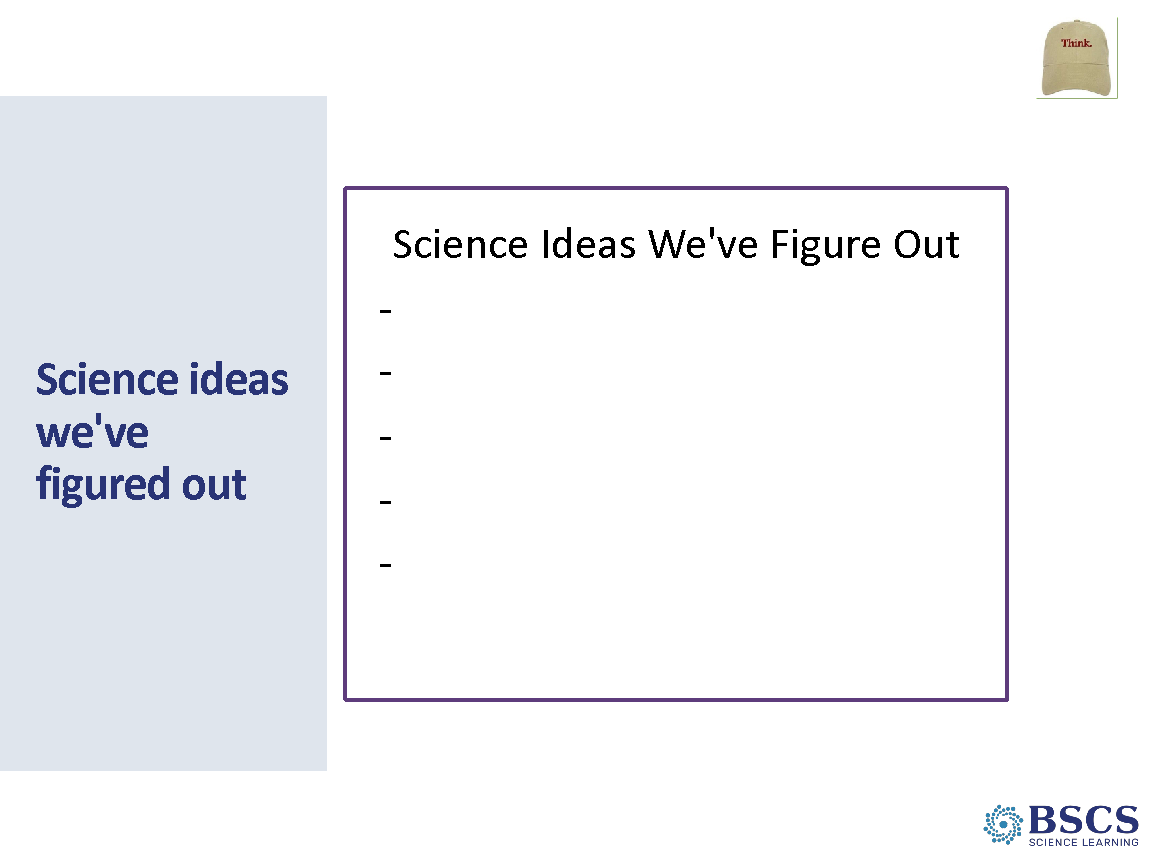 Think.
Science ideas
we've
figured out
Science Ideas We've Figure Out
-
-
-
-
-
BSCS
SCIENCE LEARNING